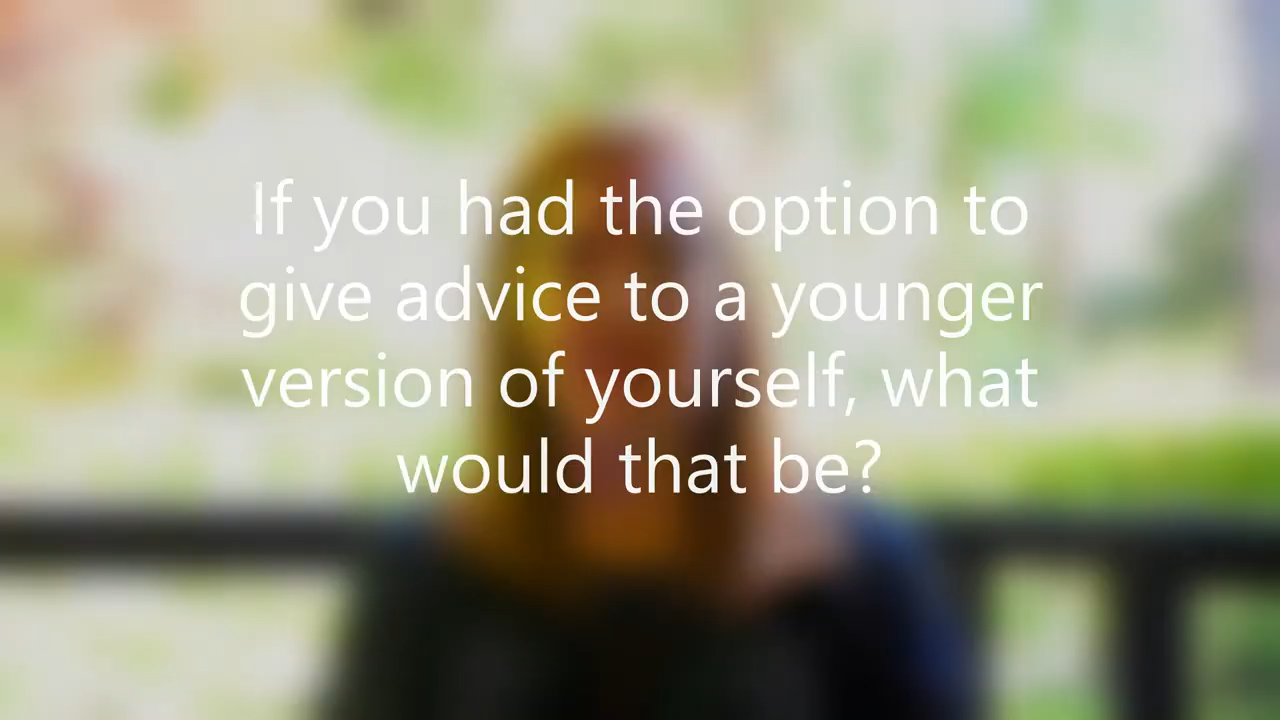 If you had the option to
give advice to a younger
version of yourself, what
would that be?